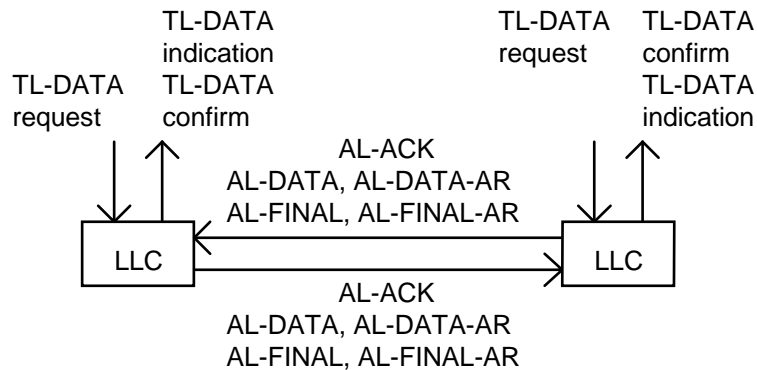 TL-DATA
indication
TL-DATA
request
TL-DATA
confirm
TL-DATA
request
TL-DATA
confirm
TL-DATA
indication
AL-ACK
AL-DATA, AL-DATA-AR
AL-FINAL, AL-FINAL-AR
LLC
LLC
AL-ACK
AL-DATA, AL-DATA-AR
AL-FINAL, AL-FINAL-AR